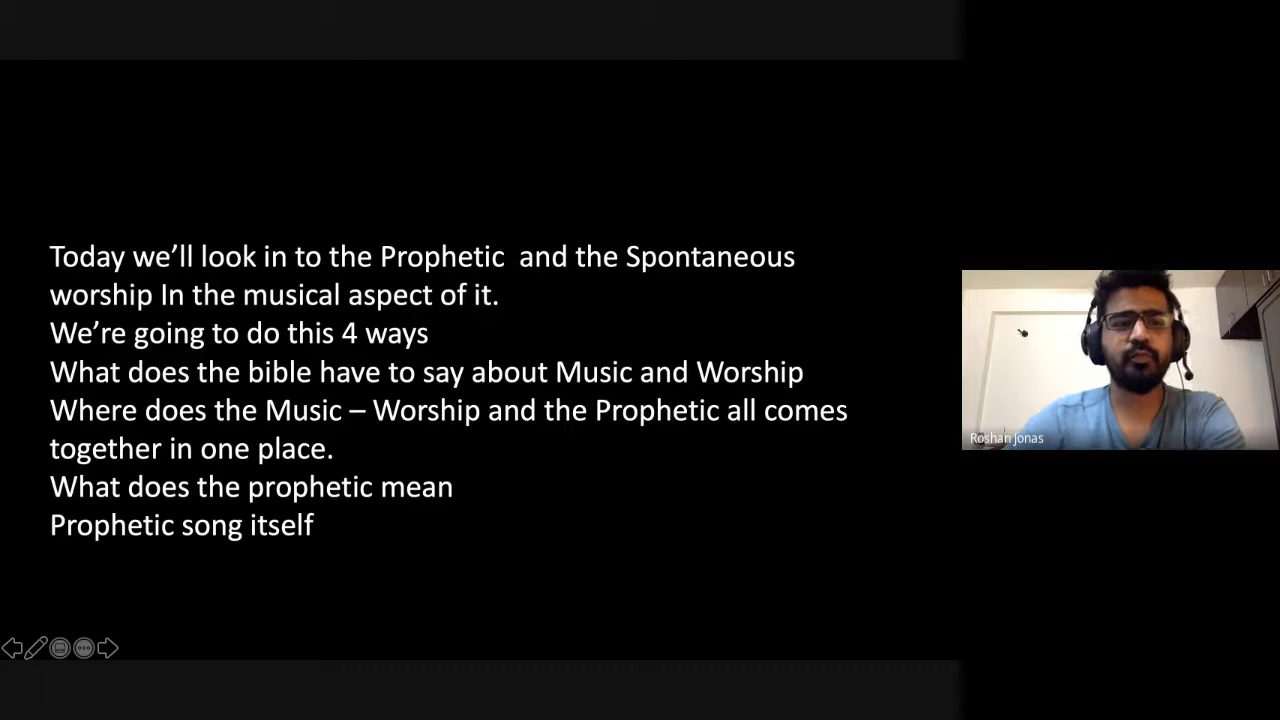 Today we’ll look in to the Prophetic  and the Spontaneous
worship In the musical aspect of it.
We’re going to do this 4 ways
What does the bible have to say about Music and Worship
Where does the Music – Worship and the Prophetic all comes
together in one place.
What does the prophetic mean
Prophetic song itself
Roshan Jonas